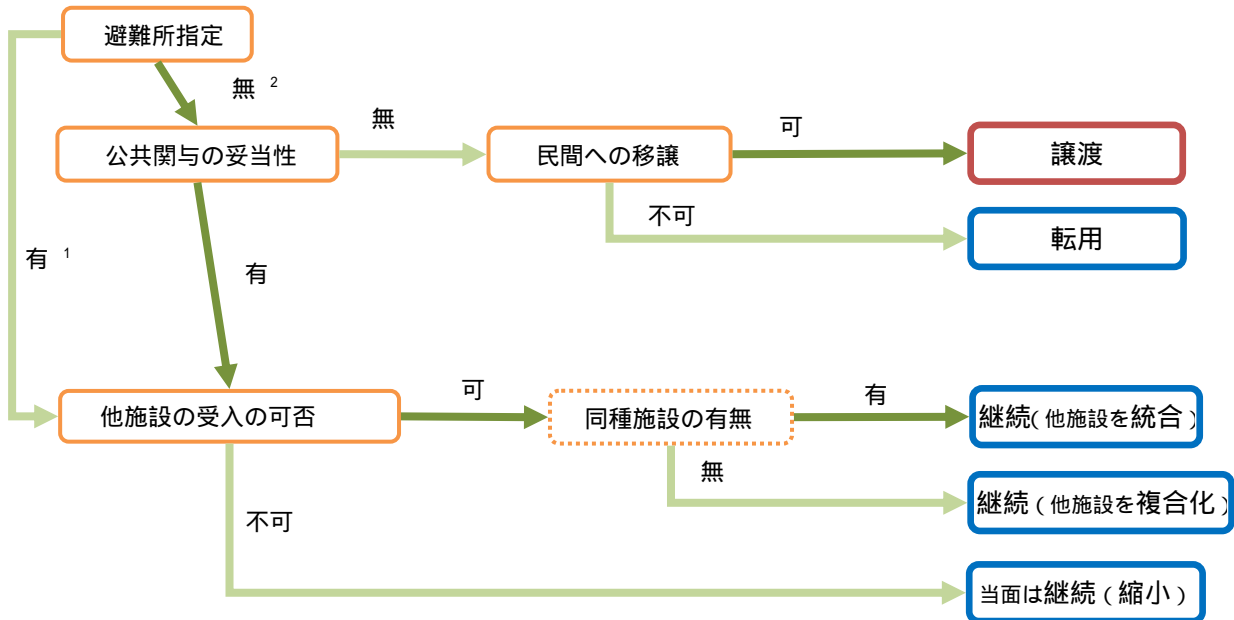 避難所指定
無 2
公共関与の妥当性
無
民間への移譲
可
譲渡
不可
転用
有 1
有
他施設の受入の可否
可
同種施設の有無
有
継続(他施設を統合)
無
継続(他施設を複合化)
不可
当面は継続(縮小)